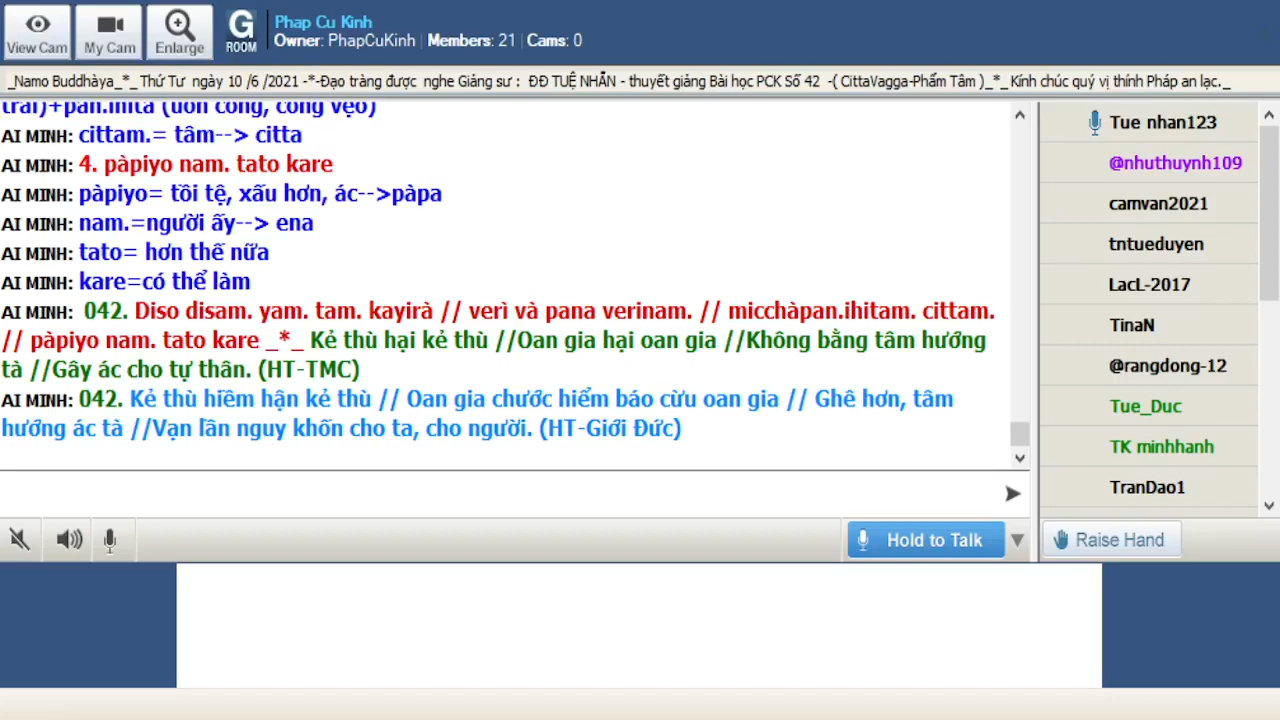 View Cam
My Cam
Enlarge
G
ROOM
Phap Cu Kinh
Owner: PhapCuKinh | Members: 21 | Cams: 0
_Namo Buddhàya_*_ Thứ Tư  ngày 10 /6 /2021 -*-Đạo tràng được  nghe Giảng sư :  ĐĐ TUỆ NHẪN - thuyết giảng Bài học PCK Số 42  -( CittaVagga-Phẩm Tâm )_*_ Kính chúc quý vị thính Pháp an lạc._
trái)+pan.ihita (uốn cong, cong vẹo)
AI MINH: cittam.= tâm--> citta
AI MINH: 4. pàpiyo nam. tato kare
AI MINH: pàpiyo= tồi tệ, xấu hơn, ác-->pàpa
AI MINH: nam.=người ấy--> ena
AI MINH: tato= hơn thế nữa
AI MINH: kare=có thể làm
AI MINH:  042. Diso disam. yam. tam. kayirà // verì và pana verinam. // micchàpan.ihitam. cittam.
// pàpiyo nam. tato kare _*_ Kẻ thù hại kẻ thù //Oan gia hại oan gia //Không bằng tâm hướng
tà //Gây ác cho tự thân. (HT-TMC)
AI MINH: 042. Kẻ thù hiềm hận kẻ thù // Oan gia chước hiểm báo cừu oan gia // Ghê hơn, tâm
hướng ác tà //Vạn lần nguy khốn cho ta, cho người. (HT-Giới Đức)
Tue nhan123
@nhuthuynh109
camvan2021
tntueduyen
LacL-2017
TinaN
@rangdong-12
Tue_Duc
TK minhhanh
TranDao1
Hold to Talk
Raise Hand